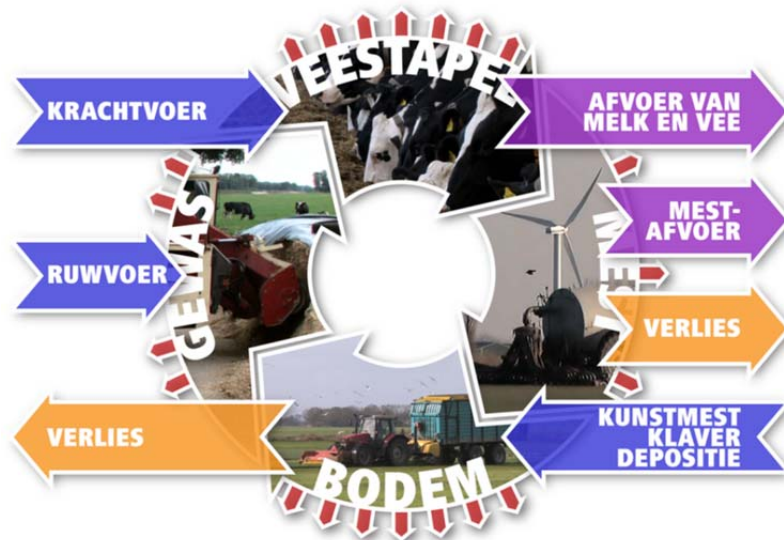 VEESTAPEL
KRACHTVOER
AFVOER VAN
MELK EN VEE
GEWAS
MEST-
AFVOER
RUWVOER
VERLIES
VERLIES
KUNSTMEST
KLAVER
DEPOSITIE
BODEM